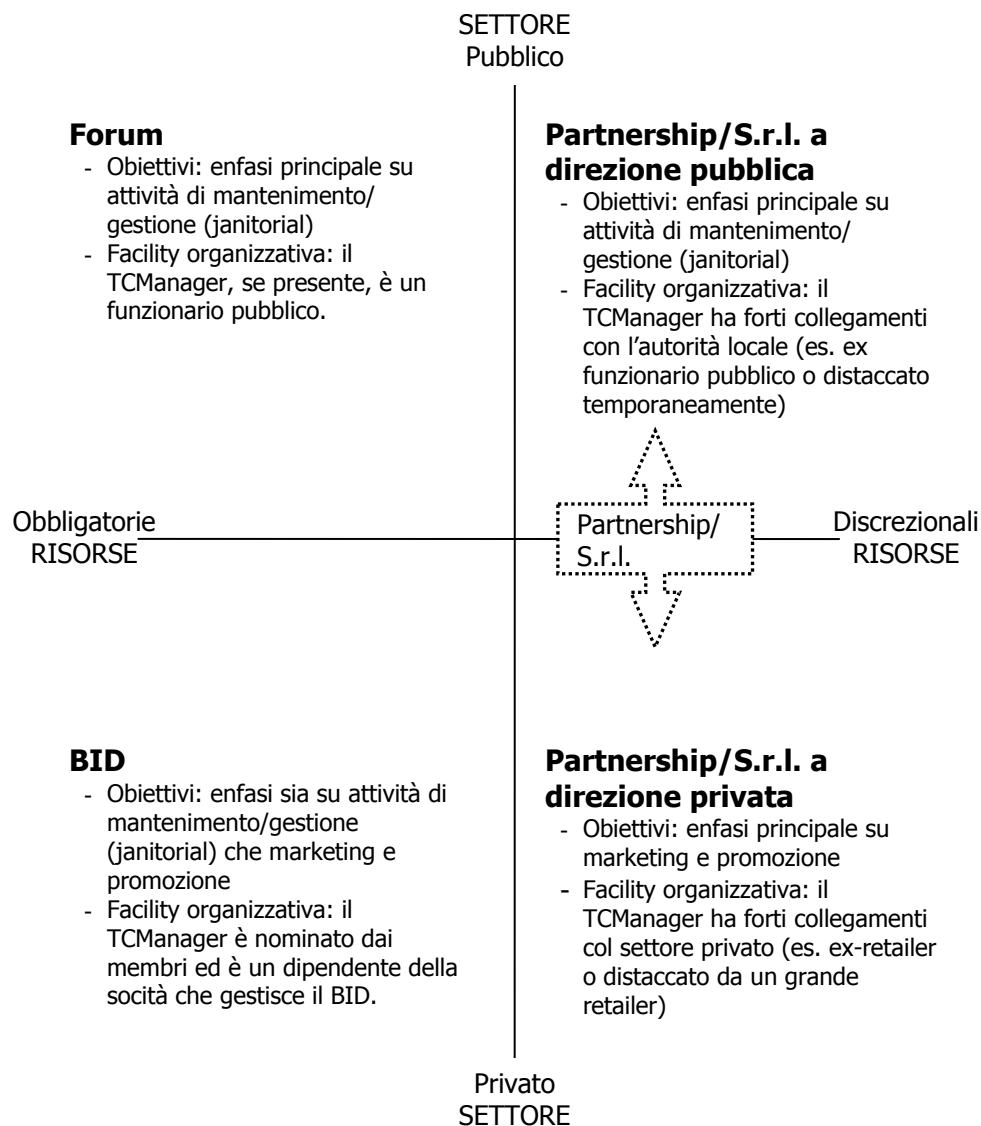 SETTORE
Pubblico
Forum
- Obiettivi: enfasi principale su
attività di mantenimento/
gestione (janitorial)
- Facility organizzativa: il
TCManager, se presente, è un
funzionario pubblico.
Partnership/S.r.l. a
direzione pubblica
- Obiettivi: enfasi principale su
attività di mantenimento/
gestione (janitorial)
- Facility organizzativa: il
TCManager ha forti collegamenti
con l'autorità locale (es. ex
funzionario pubblico o distaccato
temporaneamente)
Obbligatorie
RISORSE
Partnership/
S.r.l.
Discrezionali
RISORSE
BID
- Obiettivi: enfasi sia su attività di
mantenimento/gestione
(janitorial) che marketing e
promozione
- Facility organizzativa: il
TCManager è nominato dai
membri ed è un dipendente della
socità che gestisce il BID.
Partnership/S.r.l. a
direzione privata
- Obiettivi: enfasi principale su
marketing e promozione
- Facility organizzativa: il
TCManager ha forti collegamenti
col settore privato (es. ex-retailer
o distaccato da un grande
retailer)
Privato
SETTORE